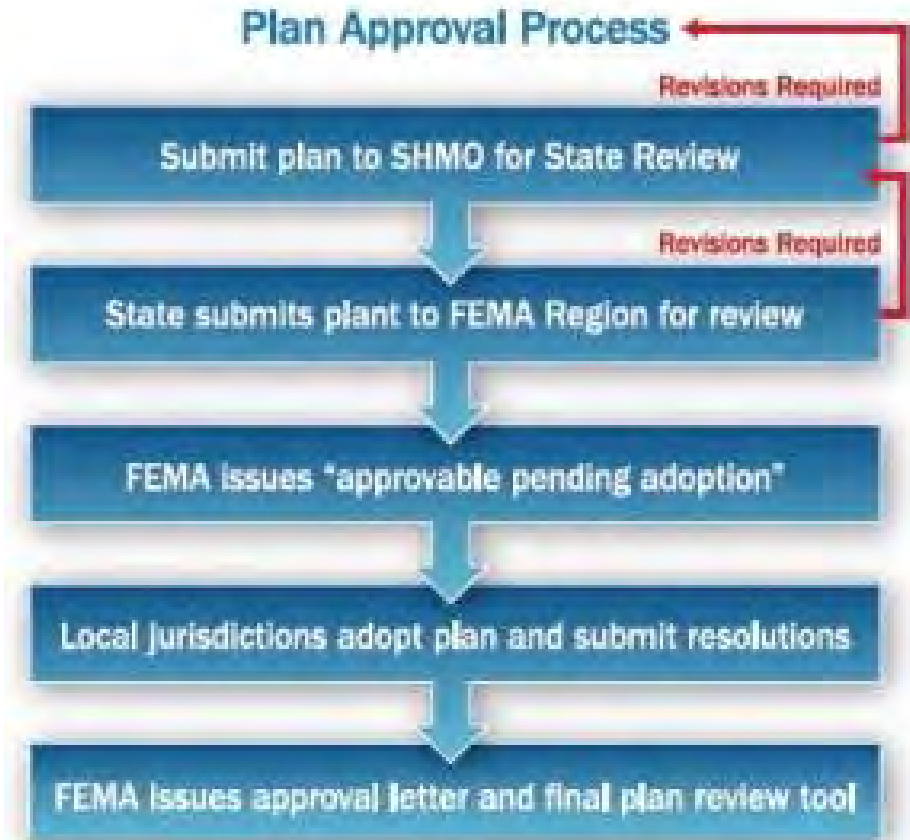 Plan Approval Process
Revisions Required
Submit plan to SHMO for State Review
Revisions Required
State submits plant to FEMA Region for review
FEMA issues "approvable pending adoption"
Local jurisdictions adopt plan and submit resolutions
FEMA issues approval letter and final plan review tool